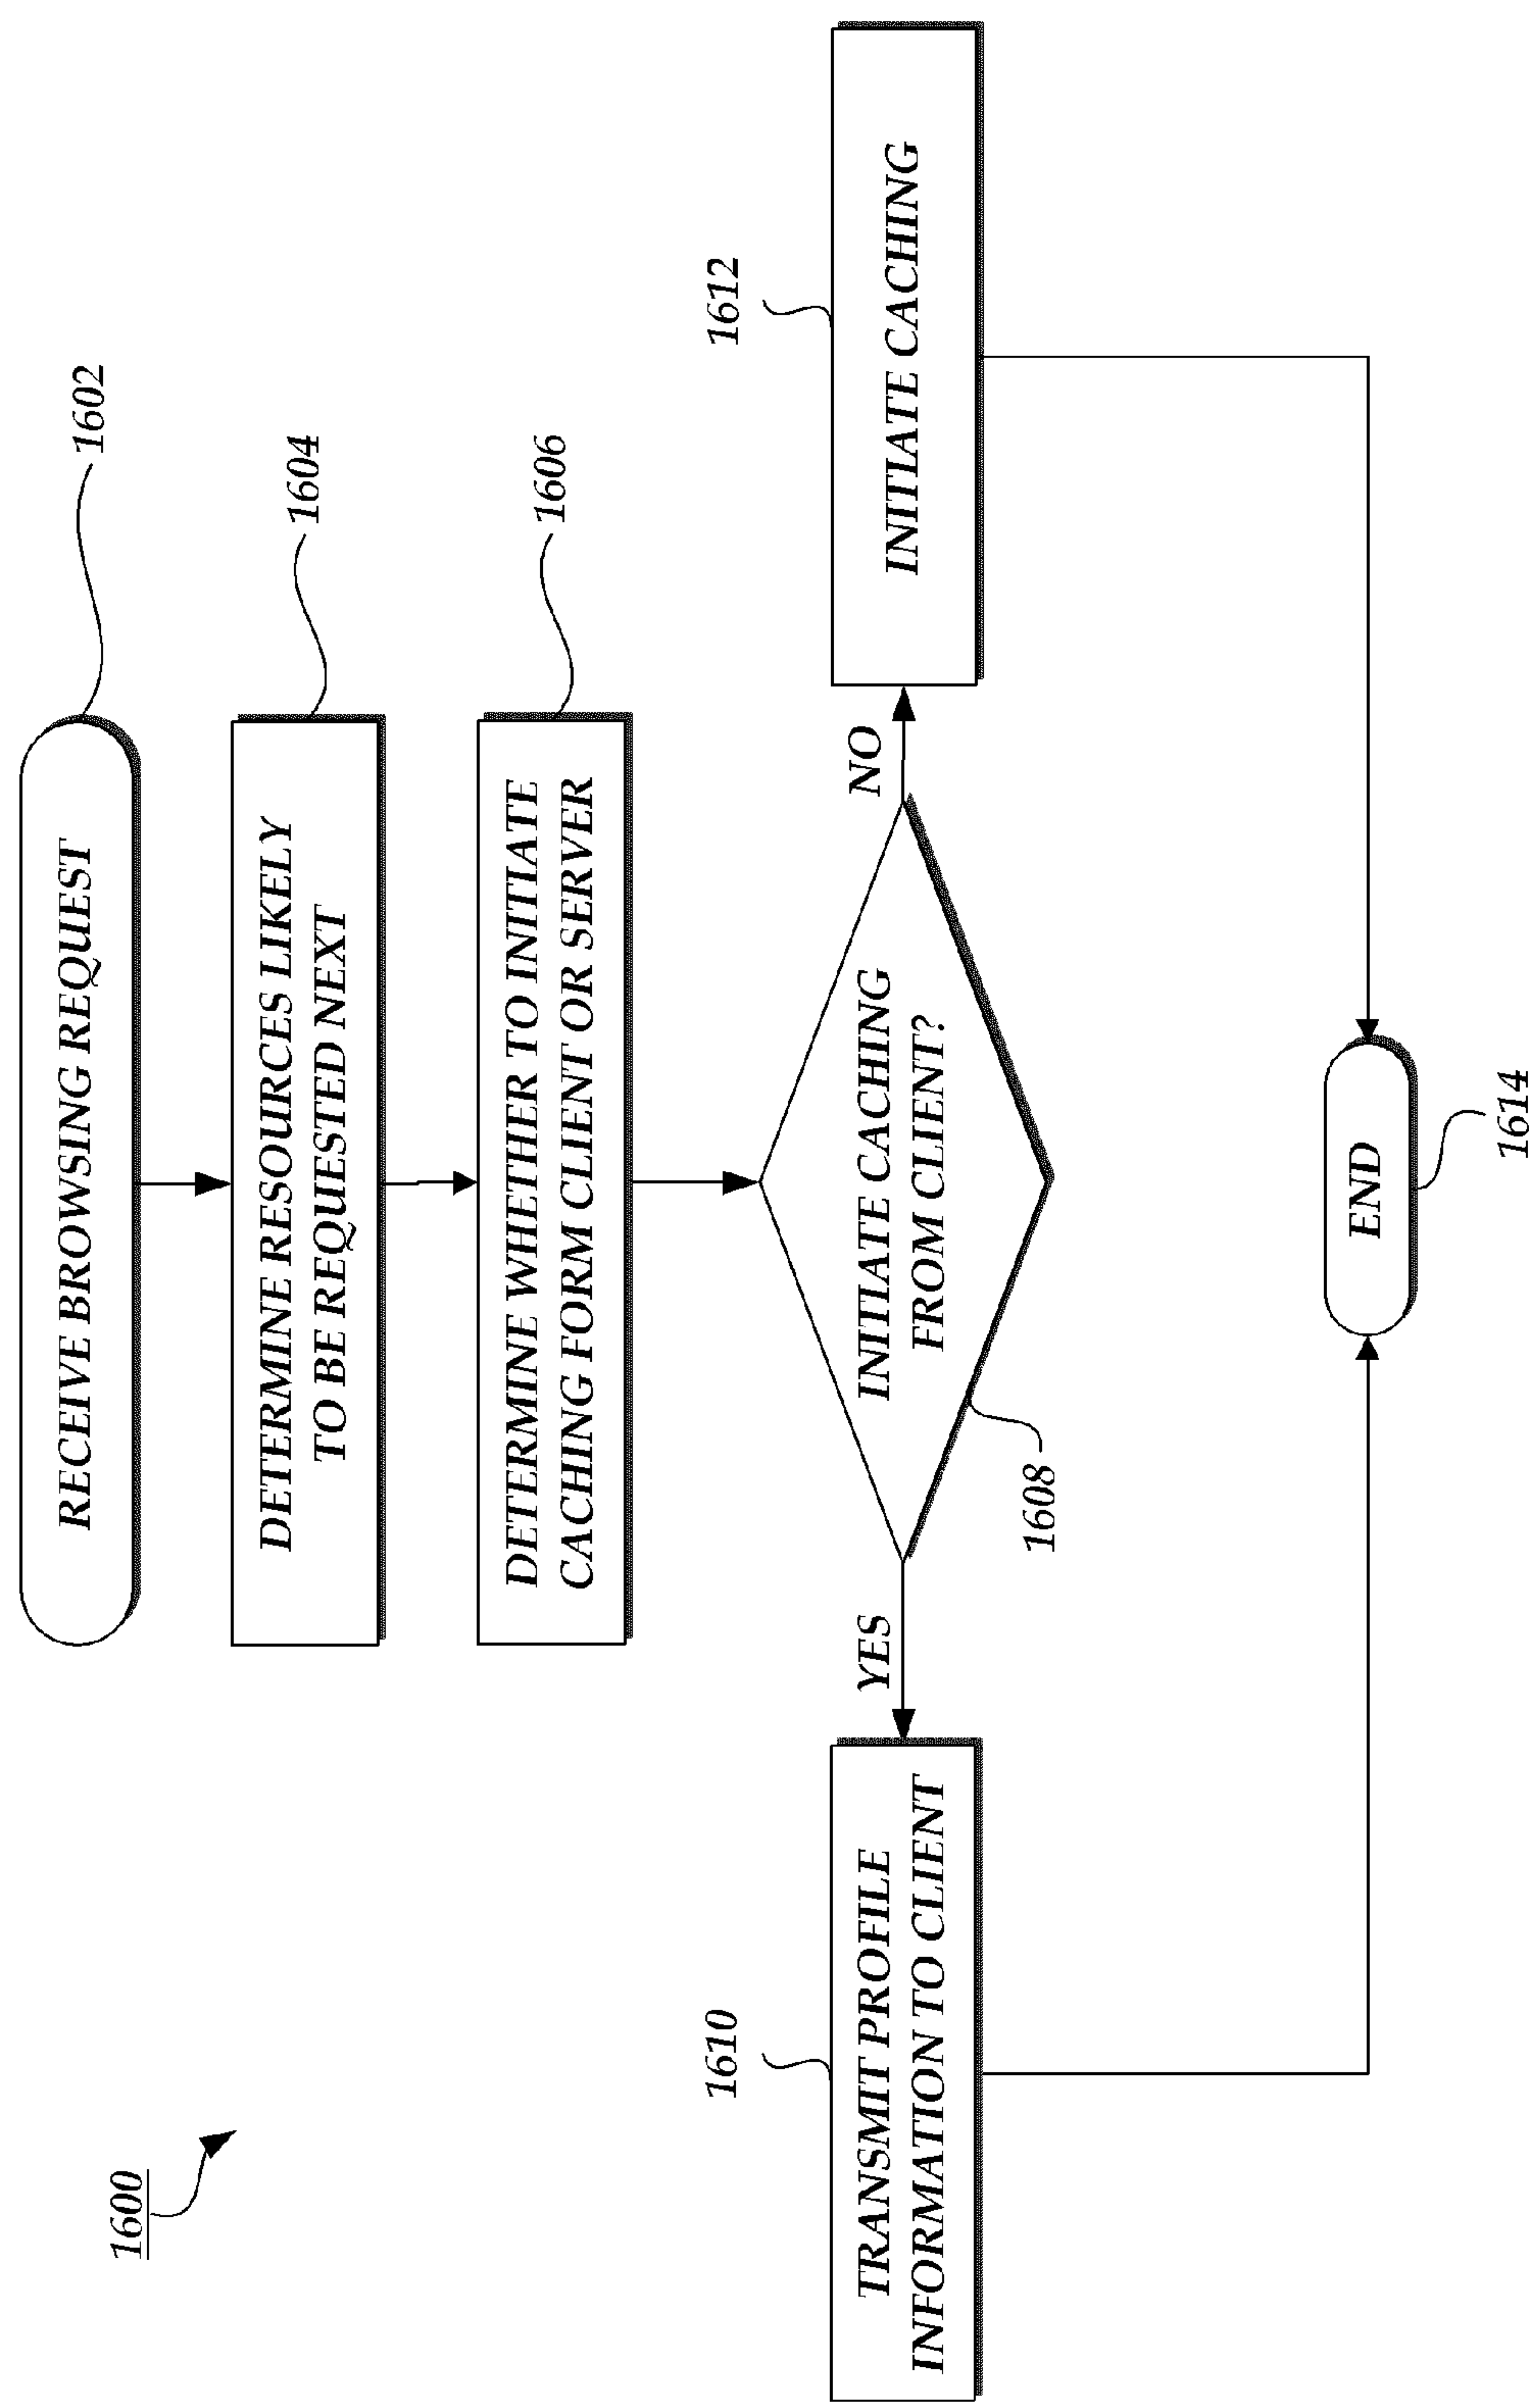 1600
RECEIVE BROWSING REQUEST
1602
DETERMINE RESOURCES LIKELY
TO BE REQUESTED NEXT
1604
DETERMINE WHETHER TO INITIATE
CACHING FORM CLIENT OR SERVER
1606
INITIATE CACHING
FROM CLIENT?
1608
YES
NO
1610
TRANSMIT PROFILE
INFORMATION TO CLIENT
1612
INITIATE CACHING
END
1614